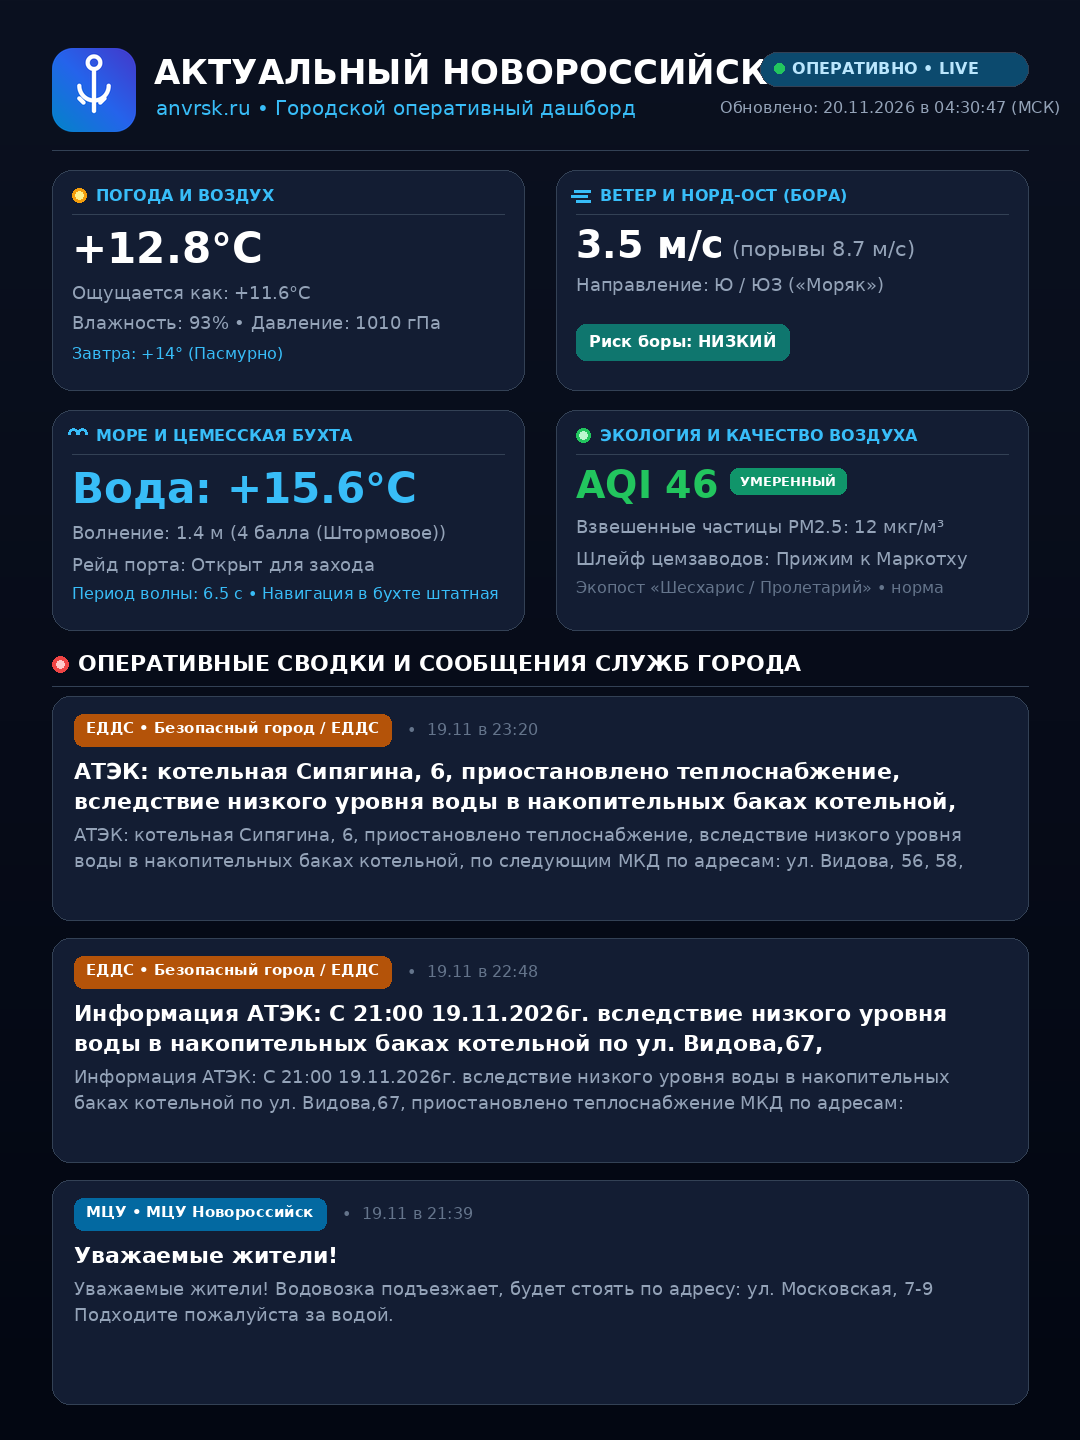 АКТУАЛЬНЫЙ НОВОРОССИЙСК
ОПЕРАТИВНО • LIVE
anvrsk.ru • Городской оперативный дашборд
Обновлено: 20.11.2026 в 04:30:47 (МСК)
ПОГОДА И ВОЗДУХ
+12.8°C
Ощущается как: +11.6°C
Влажность: 93% • Давление: 1010 гПа
Завтра: +14° (Пасмурно)
ВЕТЕР И НОРД-ОСТ (БОРА)
3.5 м/с (порывы 8.7 м/с)
Направление: Ю / ЮЗ («Моряк»)
Риск боры: НИЗКИЙ
МОРЕ И ЦЕМЕССКАЯ БУХТА
Вода: +15.6°C
Волнение: 1.4 м (4 балла (Штормовое))
Рейд порта: Открыт для захода
Период волны: 6.5 с • Навигация в бухте штатная
ЭКОЛОГИЯ И КАЧЕСТВО ВОЗДУХА
AQI 46 УМЕРЕННЫЙ
Взвешенные частицы PM2.5: 12 мкг/м³
Шлейф цемзаводов: Прижим к Маркотху
Экопост «Шесхарис / Пролетарий» • норма
ОПЕРАТИВНЫЕ СВОДКИ И СООБЩЕНИЯ СЛУЖБ ГОРОДА
ЕДДС • Безопасный город / ЕДДС • 19.11 в 23:20
АТЭК: котельная Сипягина, 6, приостановлено теплоснабжение,
вследствие низкого уровня воды в накопительных баках котельной,
АТЭК: котельная Сипягина, 6, приостановлено теплоснабжение, вследствие низкого уровня
воды в накопительных баках котельной, по следующим МКД по адресам: ул. Видова, 56, 58,
ЕДДС • Безопасный город / ЕДДС • 19.11 в 22:48
Информация АТЭК: С 21:00 19.11.2026г. вследствие низкого уровня
воды в накопительных баках котельной по ул. Видова,67,
Информация АТЭК: С 21:00 19.11.2026г. вследствие низкого уровня воды в накопительных
баках котельной по ул. Видова,67, приостановлено теплоснабжение МКД по адресам:
МЦУ • МЦУ Новороссийск • 19.11 в 21:39
Уважаемые жители!
Уважаемые жители! Водовозка подъезжает, будет стоять по адресу: ул. Московская, 7-9
Подходите пожалуйста за водой.